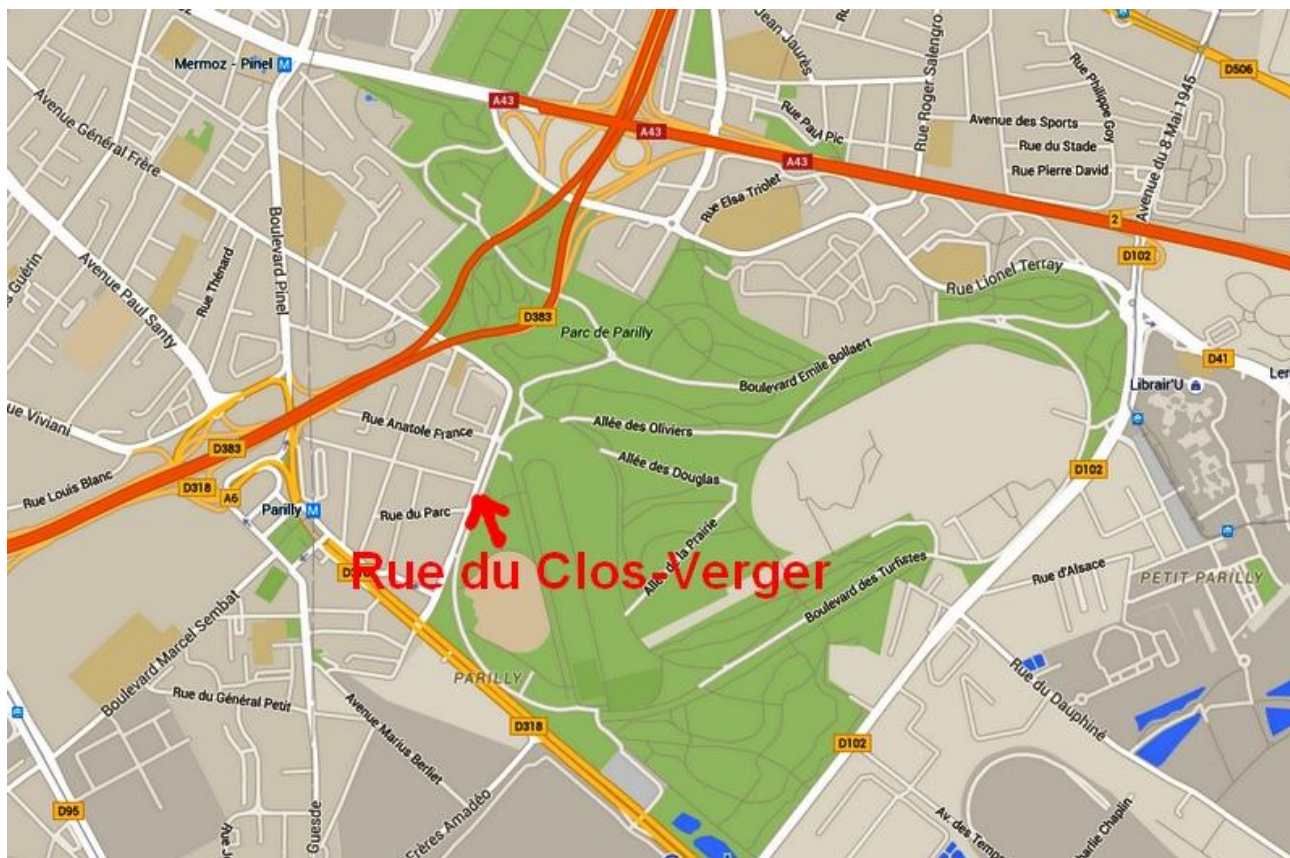 Mermoz - Pinel M
Jean Jaurès
Rue Roger Salengro
D506
Rue Philippe Goy
A43
Rue Paul Pic
Avenue des Sports
Avenue du 8 Mai 1945
A43
Rue du Stade
Avenue Général Frère
A43
Rue Pierre David
Rue Elsa Triolet
2
Boulevard Pinel
D102
Rue Thénard
Guérin
Rue Lionel Terray
Avenue Paul Santy
D383
Parc de Parilly
D41
Boulevard Emile Bollaert
Librair'U
Rue Viviani
Rue Anatole France
Allée des Oliviers
D383
Allée des Douglas
D102
Rue Louis Blanc
D318
A6
Parilly M
Rue du Parc
Allée de la Prairie
Rue du Clos-Verger
Boulevard des Turfistes
Rue d'Alsace
PETIT PARILLY
Boulevard Marcel Sembat
PARILLY
Rue du Général Petit
Rue du Dauphiné
Avenue Marius Berliet
D318
D102
D95
Guesde
Frères Amadéo
Av. des Temps
Charlie Chaplin